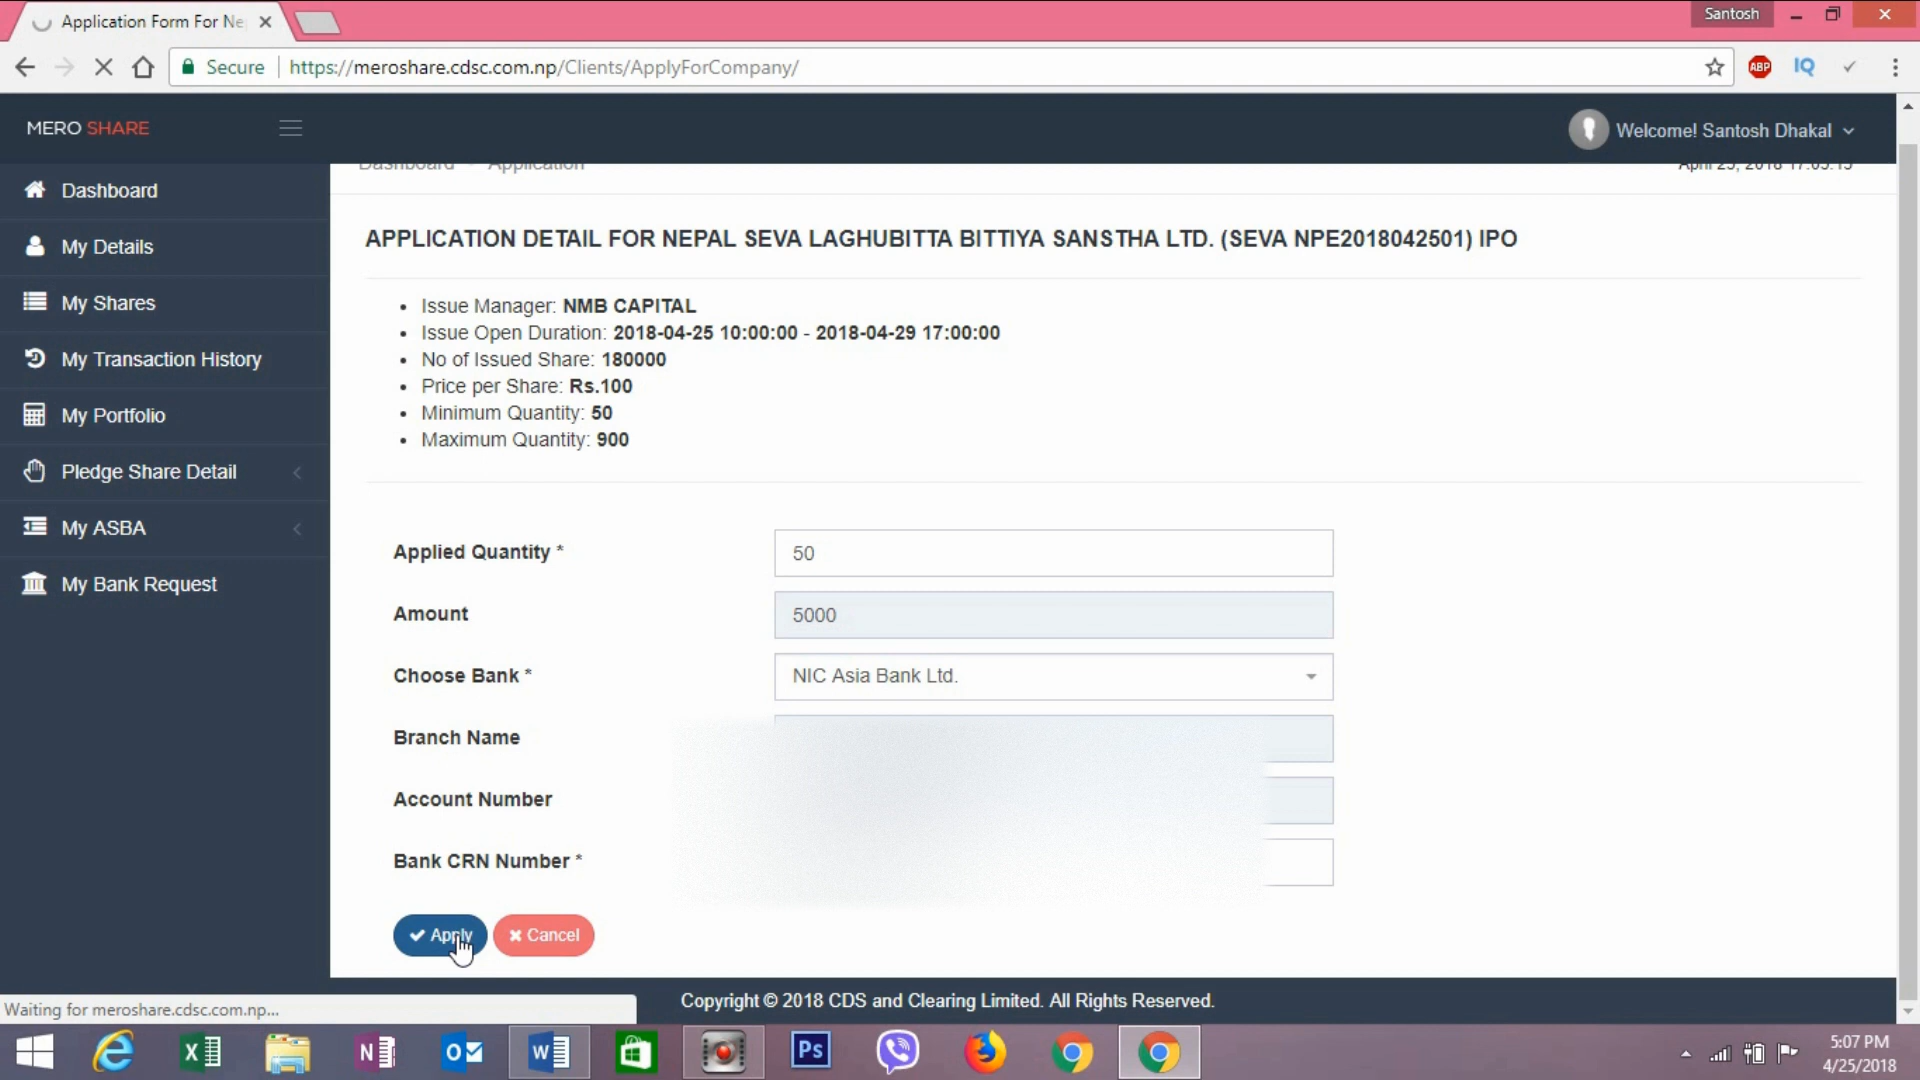 Application Form For Ne
Santosh
Secure
https://meroshare.cdsc.com.np/Clients/ApplyForCompany/
ABP
IQ
MERO SHARE
Welcome! Santosh Dhakal
Dashboard
Application
Dashboard
My Details
My Shares
My Transaction History
My Portfolio
Pledge Share Detail
My ASBA
My Bank Request
APPLICATION DETAIL FOR NEPAL SEVA LAGHUBITTA BITTIYA SANSTHA LTD. (SEVA NPE2018042501) IPO
• Issue Manager: NMB CAPITAL
• Issue Open Duration: 2018-04-25 10:00:00 - 2018-04-29 17:00:00
• No of Issued Share: 180000
• Price per Share: Rs.100
• Minimum Quantity: 50
• Maximum Quantity: 900
Applied Quantity * 50
Amount 5000
Choose Bank * NIC Asia Bank Ltd.
Branch Name
Account Number
Bank CRN Number *
Apply Cancel
Waiting for meroshare.cdsc.com.np...
Copyright © 2018 CDS and Clearing Limited. All Rights Reserved.
Ps
5:07 PM
4/25/2018